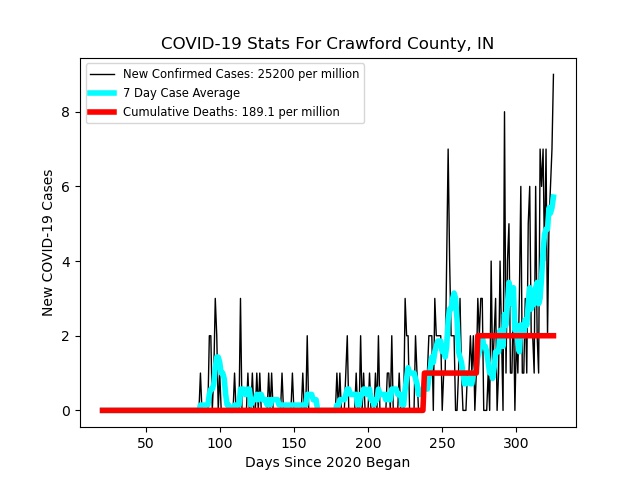 COVID-19 Stats For Crawford County, IN
New Confirmed Cases: 25200 per million
7 Day Case Average
Cumulative Deaths: 189.1 per million
New COVID-19 Cases
8
6
4
2
0
50 100 150 200 250 300
Days Since 2020 Began